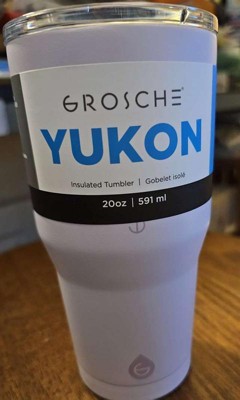 GROSCHE®
YUKON
Insulated Tumbler | Gobelet isolé
20oz | 591 ml